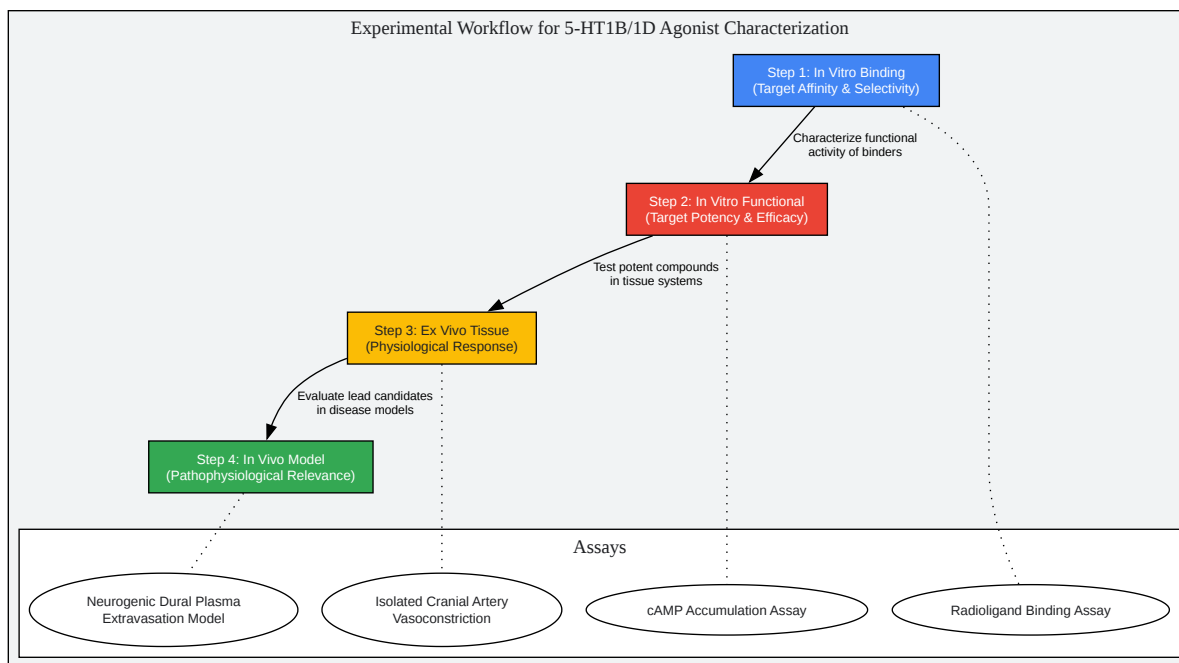 Experimental Workflow for 5-HT1B/1D Agonist Characterization
Step 1: In Vitro Binding
(Target Affinity & Selectivity)
Characterize functional
activity of binders
Step 2: In Vitro Functional
(Target Potency & Efficacy)
Test potent compounds
in tissue systems
Step 3: Ex Vivo Tissue
(Physiological Response)
Evaluate lead candidates
in disease models
Step 4: In Vivo Model
(Pathophysiological Relevance)
Assays
Neurogenic Dural Plasma
Extravasation Model
Isolated Cranial Artery
Vasoconstriction
cAMP Accumulation Assay
Radioligand Binding Assay